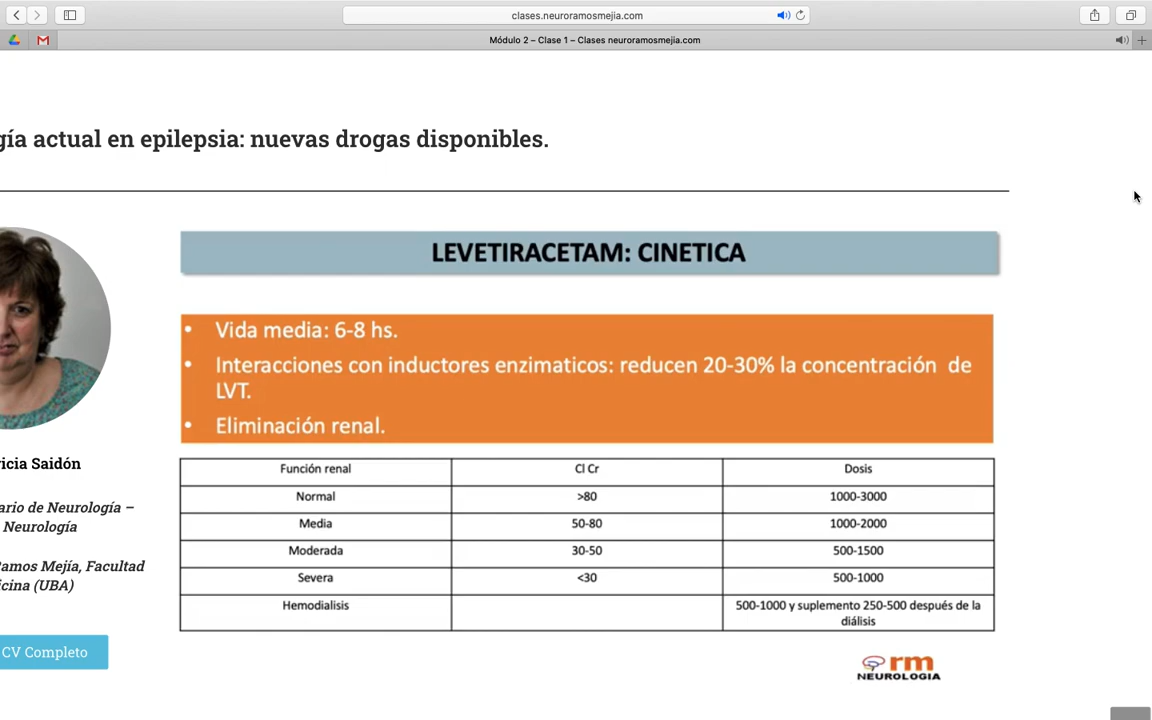 clases.neuroramosmejia.com
Módulo 2 – Clase 1 – Clases neuroramosmejia.com
gía actual en epilepsia: nuevas drogas disponibles.
LEVETIRACETAM: CINETICA
• Vida media: 6-8 hs.
• Interacciones con inductores enzimaticos: reducen 20-30% la concentración de
LVT.
• Eliminación renal.
ricia Saidón
ario de Neurología –
Neurología
Ramos Mejía, Facultad
icina (UBA)
CV Completo
Función renal Cl Cr Dosis
Normal >80 1000-3000
Media 50-80 1000-2000
Moderada 30-50 500-1500
Severa <30 500-1000
Hemodialisis 500-1000 y suplemento 250-500 después de la
diálisis
rm
NEUROLOGIA